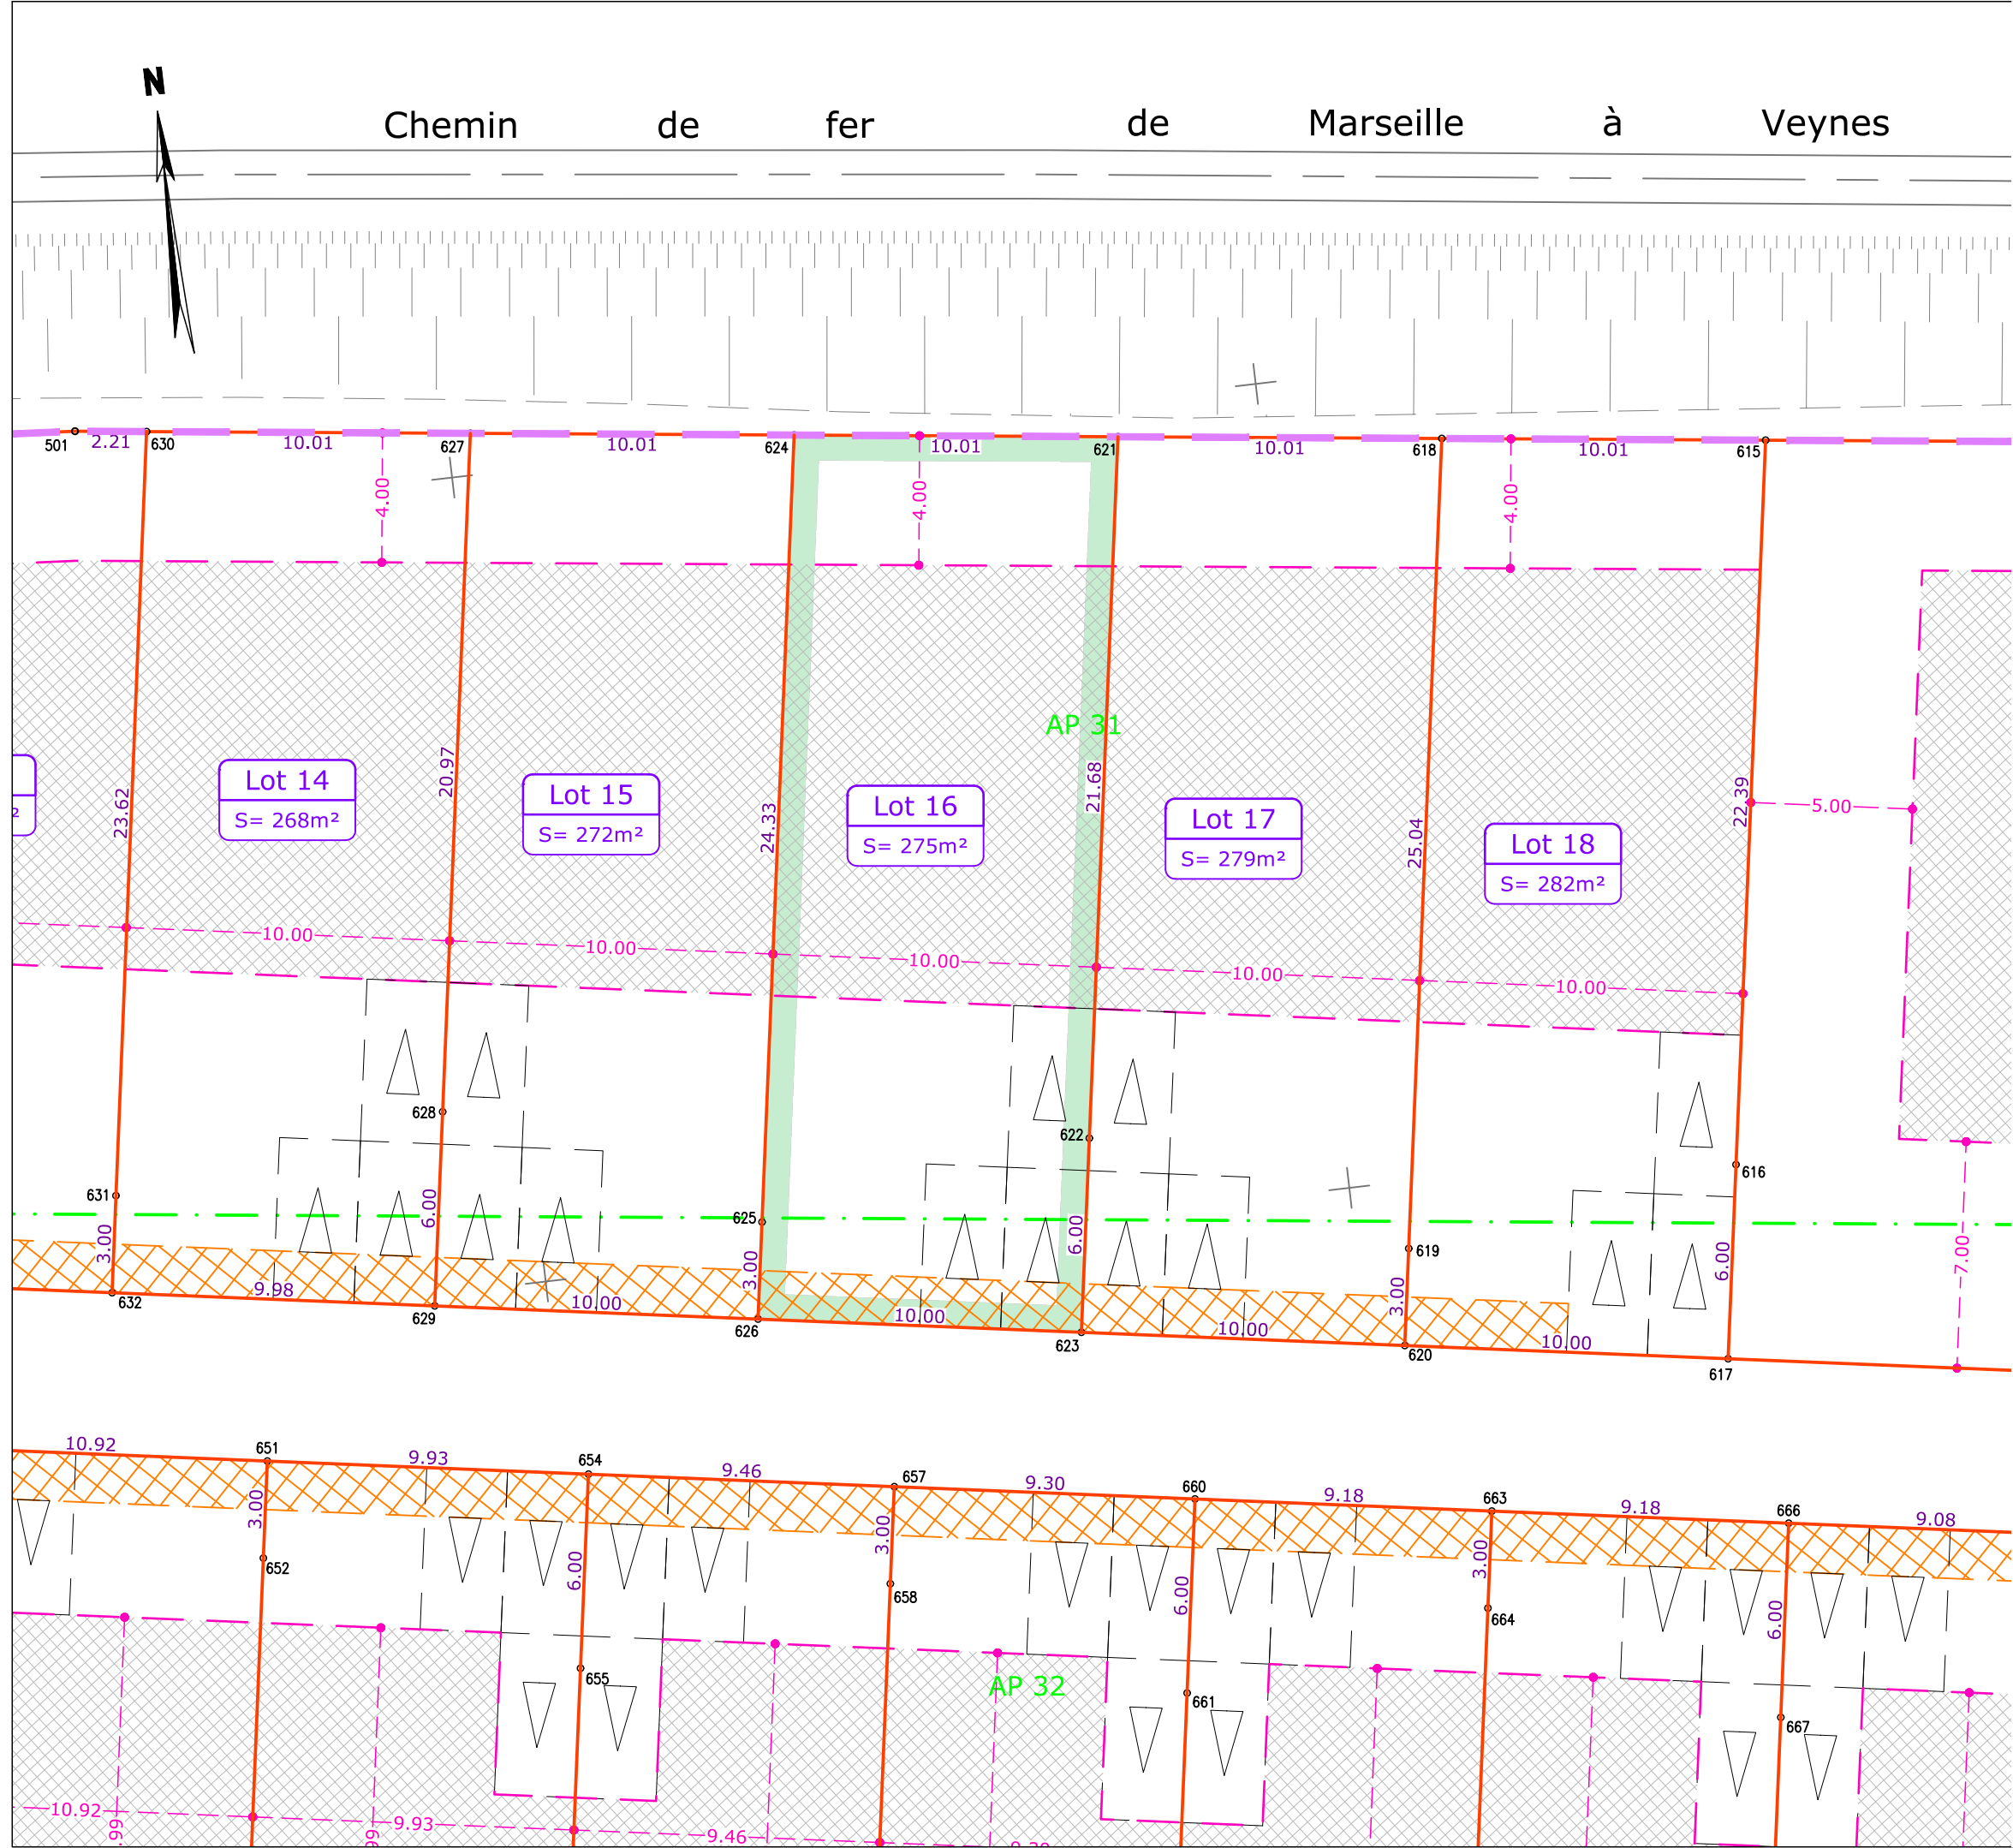 N
Chemin de fer de Marseille à Veynes
501 2.21 630 10.01 627 10.01 624 10.01 621 10.01 618 10.01 615
4.00 4.00 4.00
AP 31
23.62 20.97 24.33 21.68 25.04 22.39
²
Lot 14
S= 268m²
Lot 15
S= 272m²
Lot 16
S= 275m²
Lot 17
S= 279m²
Lot 18
S= 282m²
5.00
10.00 10.00 10.00 10.00 10.00
628 622 616
631 625 619
3.00 6.00 3.00 6.00 3.00 6.00 7.00
632 9.98 629 10.00 626 10.00 623 10.00 620 10.00 617
10.92 651 9.93 654 9.46 657 9.30 660 9.18 663 9.18 666 9.08
3.00 6.00 3.00 6.00 3.00 6.00
652 658 664
655 661 667
AP 32
10.92 9.93 9.46
.99 99